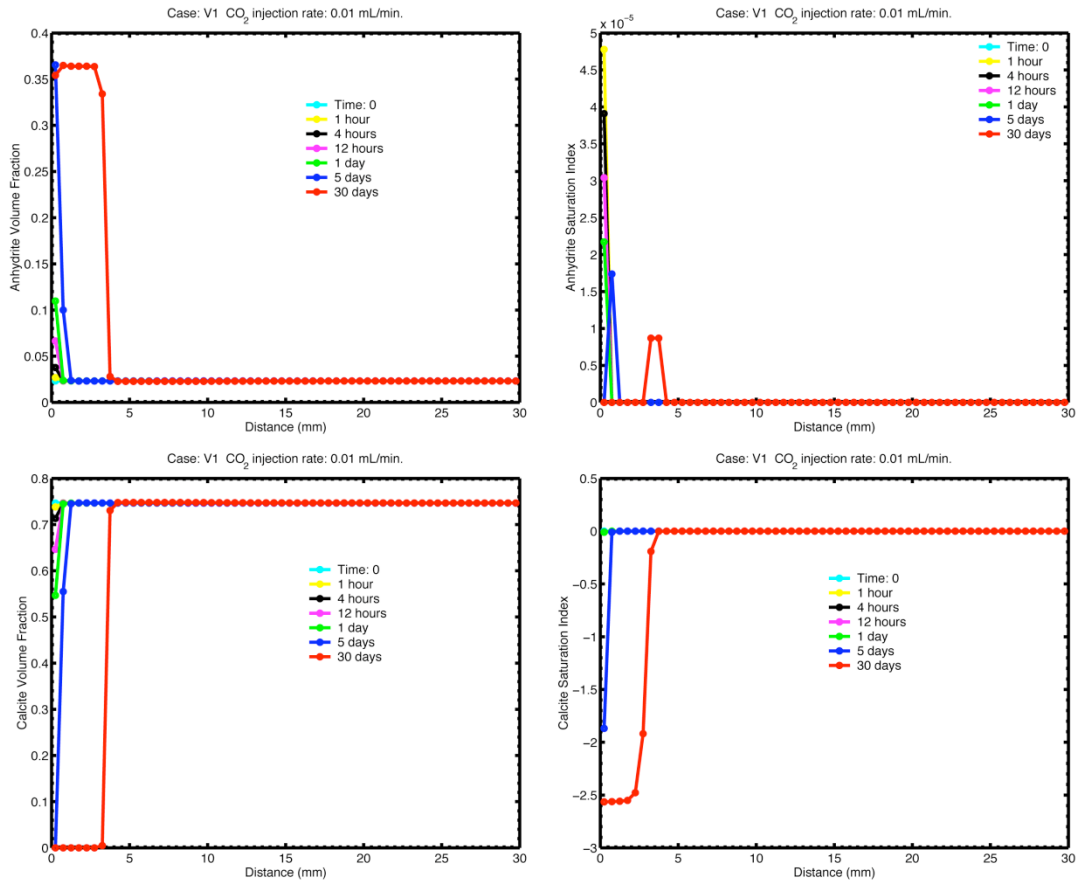 Case: V1 CO2 injection rate: 0.01 mL/min.
0.4
0.35
0.3
0.25
0.2
0.15
0.1
0.05
0
Anhydrite Volume Fraction
Time: 0
1 hour
4 hours
12 hours
1 day
5 days
30 days
0 5 10 15 20 25 30
Distance (mm)
Case: V1 CO2 injection rate: 0.01 mL/min.
5 x 10^-5
4.5
4
3.5
3
2.5
2
1.5
1
0.5
0
Anhydrite Saturation Index
Time: 0
1 hour
4 hours
12 hours
1 day
5 days
30 days
0 5 10 15 20 25 30
Distance (mm)
Case: V1 CO2 injection rate: 0.01 mL/min.
0.8
0.7
0.6
0.5
0.4
0.3
0.2
0.1
0
Calcite Volume Fraction
Time: 0
1 hour
4 hours
12 hours
1 day
5 days
30 days
0 5 10 15 20 25 30
Distance (mm)
Case: V1 CO2 injection rate: 0.01 mL/min.
0.5
0
−0.5
−1
−1.5
−2
−2.5
−3
Calcite Saturation Index
Time: 0
1 hour
4 hours
12 hours
1 day
5 days
30 days
0 5 10 15 20 25 30
Distance (mm)